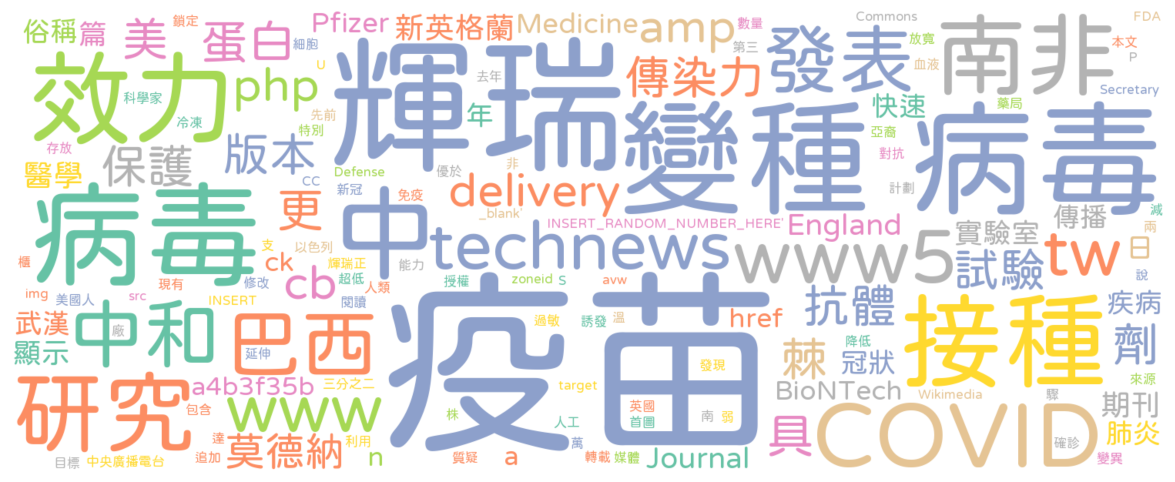 俗稱 篇 鎖定 美 蛋白 Pfizer 新英格蘭 Medicine amp 數量 發表 Commons 放寬 南非 FDA 本文 P
細胞 U 去年 第三 血液
效力 php 輝瑞 傳染力 Secretary
科學家 先前 年 變種 快速 藥局 病毒
冷凍 特別 亞裔
存放 保護 版本 非 對抗
醫學 CC Defense 優於 計劃
新冠 免疫 delivery 減
病毒 更 中 _blank' INSERT_RANDOM_NUMBER_HERE' England 傳播 兩
支 以色列 technews www 5 實驗室 tw 日 說
櫃 ck 輝瑞正 能力
cb 超低 人類 授權 zoneid S avw 試驗
img 美國人 src 現有 INSERT 修改 閱讀 疾病
武漢 中和 廠 巴西 疫苗 過敏 誘發 溫 href 抗體 接種 劑
顯示 延伸 降低 來源
發現 棘 冠狀
研究 a4b3f35b 三分之二 target BioNTech Wikimedia 驟 期刊
包含 www 株 人工 英國 首圖 南 弱 COVID
達 莫德納 利用 萬 具 確診 肺炎
目標 中央廣播電台 追加 n 質疑 a 轉載 媒體 Journal 變異